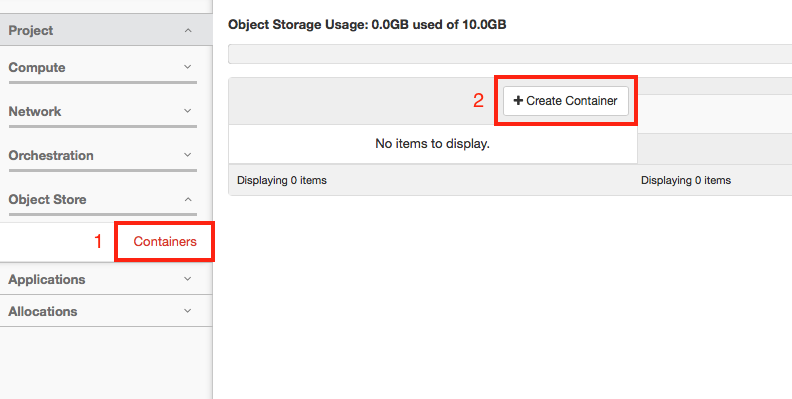 Project
Compute
Network
Orchestration
Object Store
1 Containers
Applications
Allocations
Object Storage Usage: 0.0GB used of 10.0GB
2 + Create Container
No items to display.
Displaying 0 items
Displaying 0 items